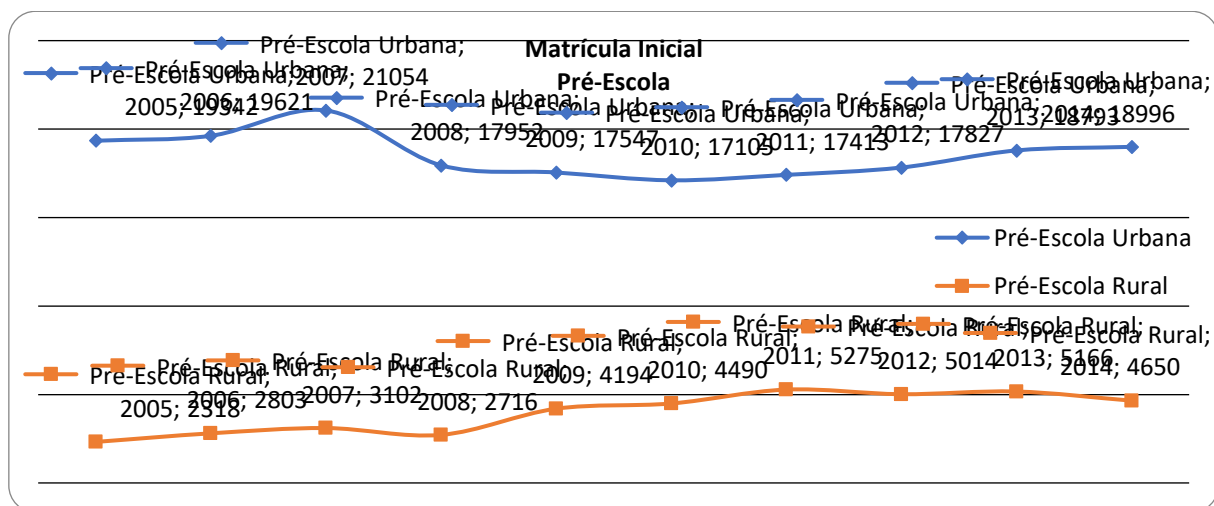 Matrícula Inicial
Pré-Escola
Pré-Escola Urbana;
2005; 19342
Pré-Escola Urbana;
2006; 19621
Pré-Escola Urbana;
2007; 21054
Pré-Escola Urbana;
2008; 17952
Pré-Escola Urbana;
2009; 17547
Pré-Escola Urbana;
2010; 17105
Pré-Escola Urbana;
2011; 17413
Pré-Escola Urbana;
2012; 17827
Pré-Escola Urbana;
2013; 18793
Pré-Escola Urbana;
2014; 18996
Pré-Escola Urbana
Pré-Escola Rural
Pré-Escola Rural;
2005; 2318
Pré-Escola Rural;
2006; 2803
Pré-Escola Rural;
2007; 3102
Pré-Escola Rural;
2008; 2716
Pré-Escola Rural;
2009; 4194
Pré-Escola Rural;
2010; 4490
Pré-Escola Rural;
2011; 5275
Pré-Escola Rural;
2012; 5014
Pré-Escola Rural;
2013; 5166
Pré-Escola Rural;
2014; 4650